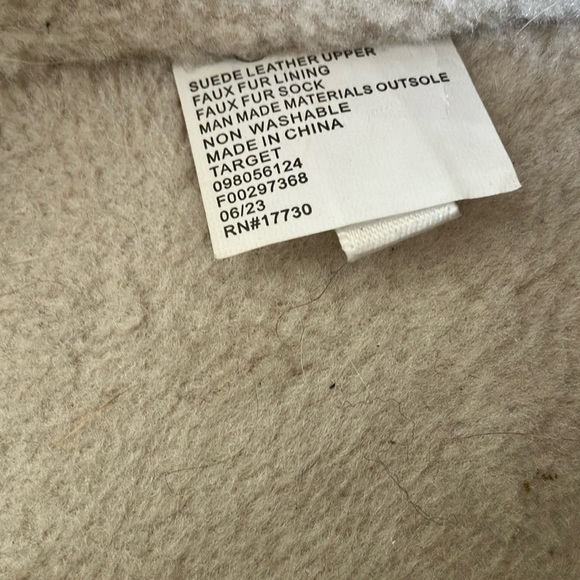 SUEDE LEATHER UPPER
FAUX FUR LINING
FAUX FUR SOCK
MAN MADE MATERIALS OUTSOLE
NON WASHABLE
MADE IN CHINA
TARGET
098056124
F00297368
06/23
RN#17730